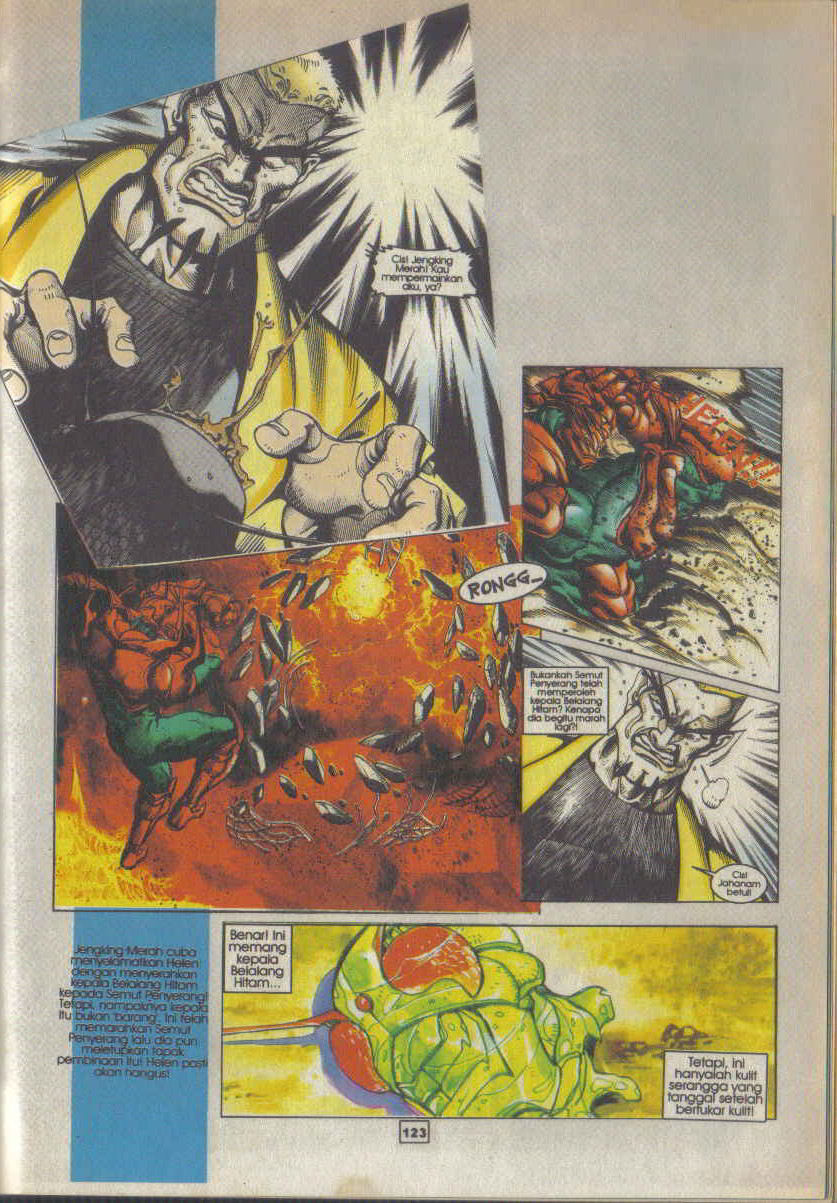 Cis! Jengking
Merah! Kau
mempermainkan
aku, ya?
RONGG...
Bukankah Semut
Penyerang telah
memperoleh
kepala Belalang
Hitam? Kenapa
dia begitu marah
lagi?!
Cis!
Jahanam
betul!
Jengking Merah cuba
menyelamatkan Helen
dengan menyerahkan
kepala Belalang Hitam
kepada Semut Penyerang!
Tetapi, nampaknya kepala
itu bukan 'barang'. Ini telah
memarahkan Semut
Penyerang lalu dia pun
meletupkan tapak
pembinaan itu! Helen pasti
akan hangus!
Benar! Ini
memang
kepala
Belalang
Hitam...
Tetapi, ini
hanyalah kulit
serangga yang
tanggal setelah
bertukar kulit!
123